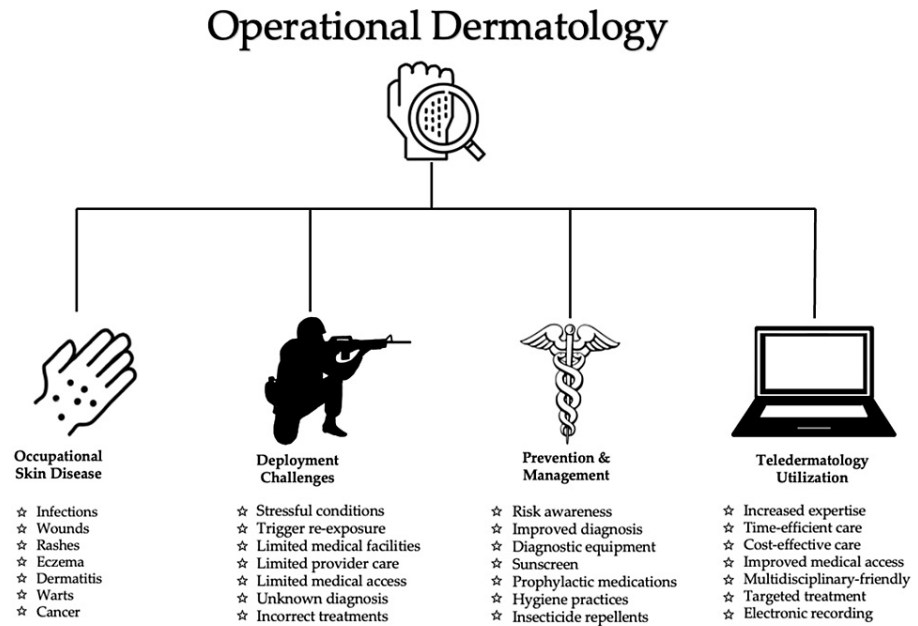 Operational Dermatology
Occupational
Skin Disease
☆ Infections
☆ Wounds
☆ Rashes
☆ Eczema
☆ Dermatitis
☆ Warts
☆ Cancer
Deployment
Challenges
☆ Stressful conditions
☆ Trigger re-exposure
☆ Limited medical facilities
☆ Limited provider care
☆ Limited medical access
☆ Unknown diagnosis
☆ Incorrect treatments
Prevention &
Management
☆ Risk awareness
☆ Improved diagnosis
☆ Diagnostic equipment
☆ Sunscreen
☆ Prophylactic medications
☆ Hygiene practices
☆ Insecticide repellents
Teledermatology
Utilization
☆ Increased expertise
☆ Time-efficient care
☆ Cost-effective care
☆ Improved medical access
☆ Multidisciplinary-friendly
☆ Targeted treatment
☆ Electronic recording